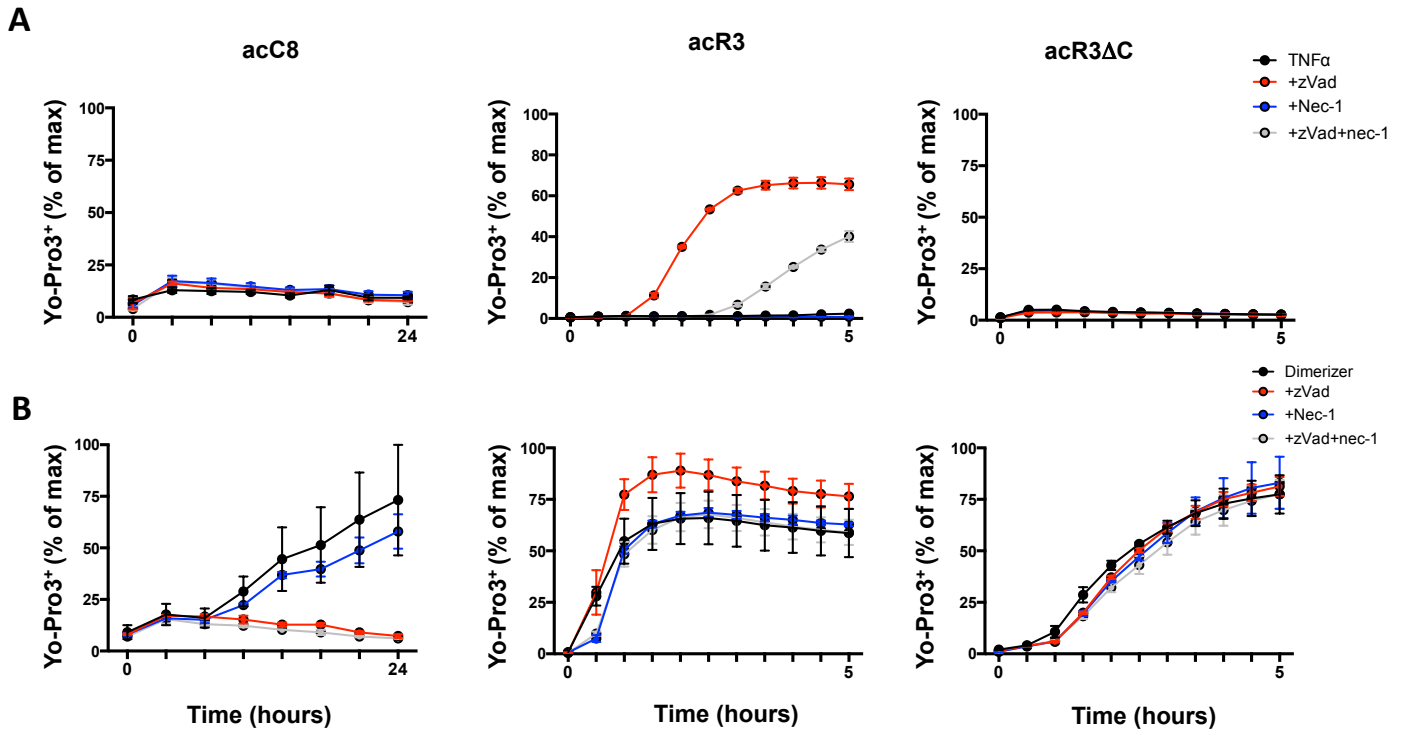 A
acC8
acR3
acR3ΔC
TNFα
+zVad
+Nec-1
+zVad+nec-1
Yo-Pro3+ (% of max)
100
75
50
25
0
0
24
Yo-Pro3+ (% of max)
100
80
60
40
20
0
0
5
Yo-Pro3+ (% of max)
100
75
50
25
0
0
5
B
Dimerizer
+zVad
+Nec-1
+zVad+nec-1
Yo-Pro3+ (% of max)
100
75
50
25
0
0
24
Time (hours)
Yo-Pro3+ (% of max)
100
75
50
25
0
0
5
Time (hours)
Yo-Pro3+ (% of max)
100
75
50
25
0
0
5
Time (hours)